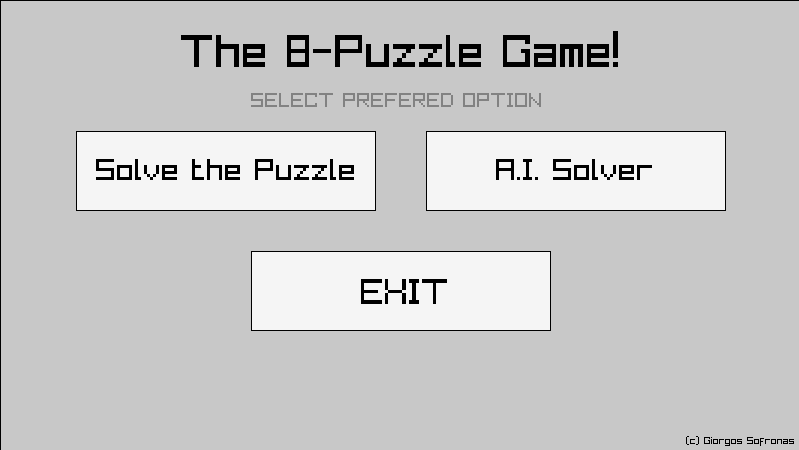 The 8-Puzzle Game!
SELECT PREFERED OPTION
Solve the Puzzle
A.I. Solver
EXIT
(c) Giorgos Sofronas